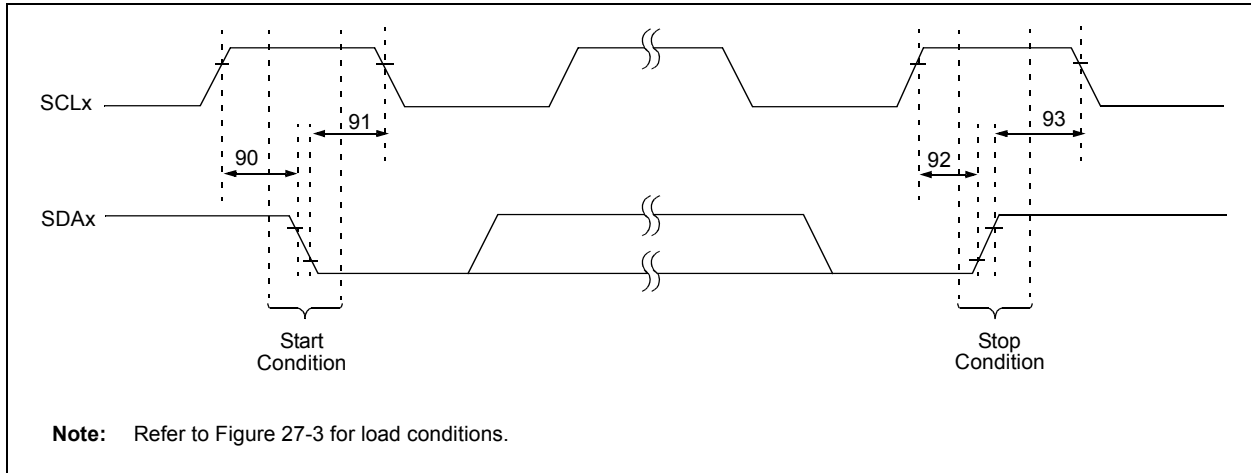 SCLx
91
93
90
92
SDAx
Start
Condition
Stop
Condition
Note: Refer to Figure 27-3 for load conditions.